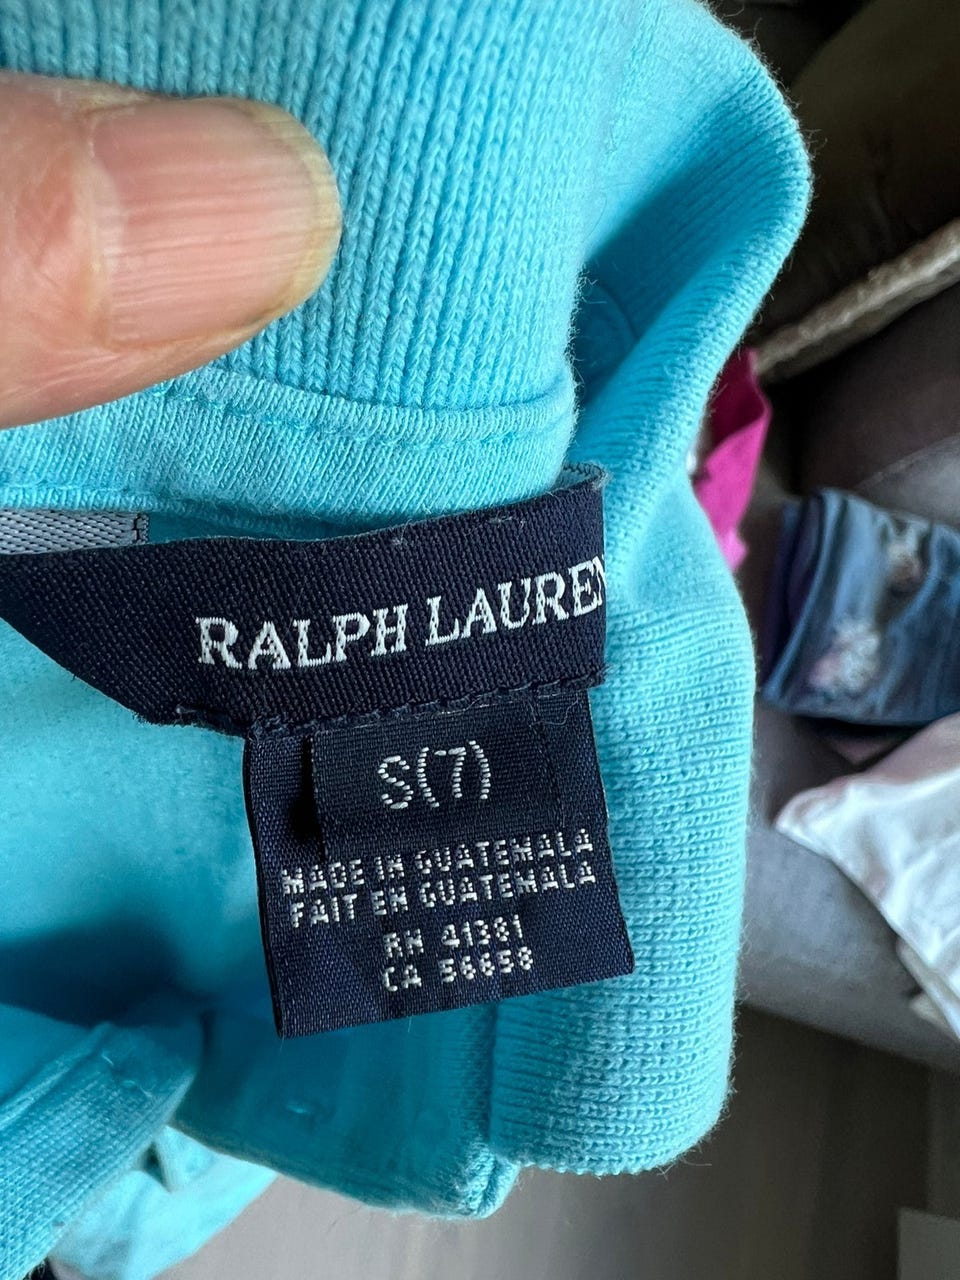 RALPH LAUREN
S(7)
MADE IN GUATEMALA
FAIT EN GUATEMALA
RN 41381
CA 56658